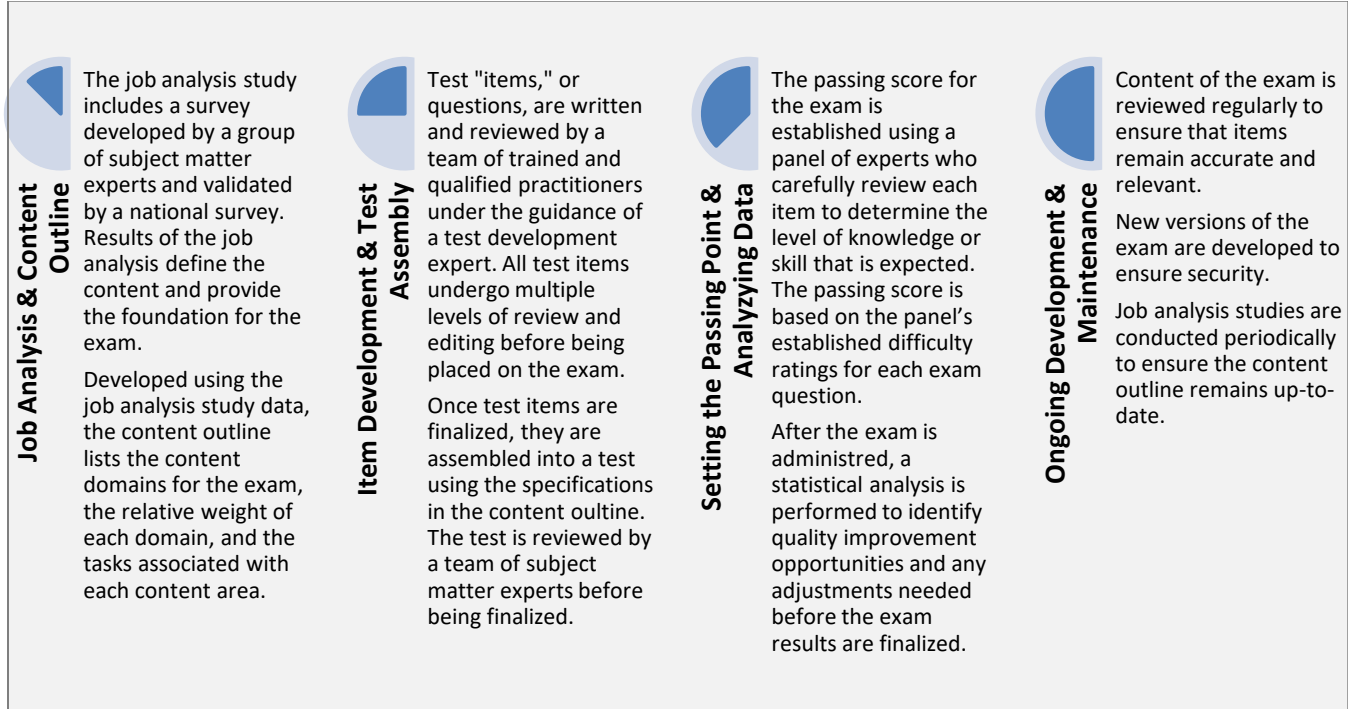 Job Analysis & Content
Outline
The job analysis study
includes a survey
developed by a group
of subject matter
experts and validated
by a national survey.
Results of the job
analysis define the
content and provide
the foundation for the
exam.
Developed using the
job analysis study data,
the content outline
lists the content
domains for the exam,
the relative weight of
each domain, and the
tasks associated with
each content area.
Item Development & Test
Assembly
Test "items," or
questions, are written
and reviewed by a
team of trained and
qualified practitioners
under the guidance of
a test development
expert. All test items
undergo multiple
levels of review and
editing before being
placed on the exam.
Once test items are
finalized, they are
assembled into a test
using the specifications
in the content oultine.
The test is reviewed by
a team of subject
matter experts before
being finalized.
Setting the Passing Point &
Analyzying Data
The passing score for
the exam is
established using a
panel of experts who
carefully review each
item to determine the
level of knowledge or
skill that is expected.
The passing score is
based on the panel’s
established difficulty
ratings for each exam
question.
After the exam is
administred, a
statistical analysis is
performed to identify
quality improvement
opportunities and any
adjustments needed
before the exam
results are finalized.
Ongoing Development &
Maintenance
Content of the exam is
reviewed regularly to
ensure that items
remain accurate and
relevant.
New versions of the
exam are developed to
ensure security.
Job analysis studies are
conducted periodically
to ensure the content
outline remains up-to-
date.